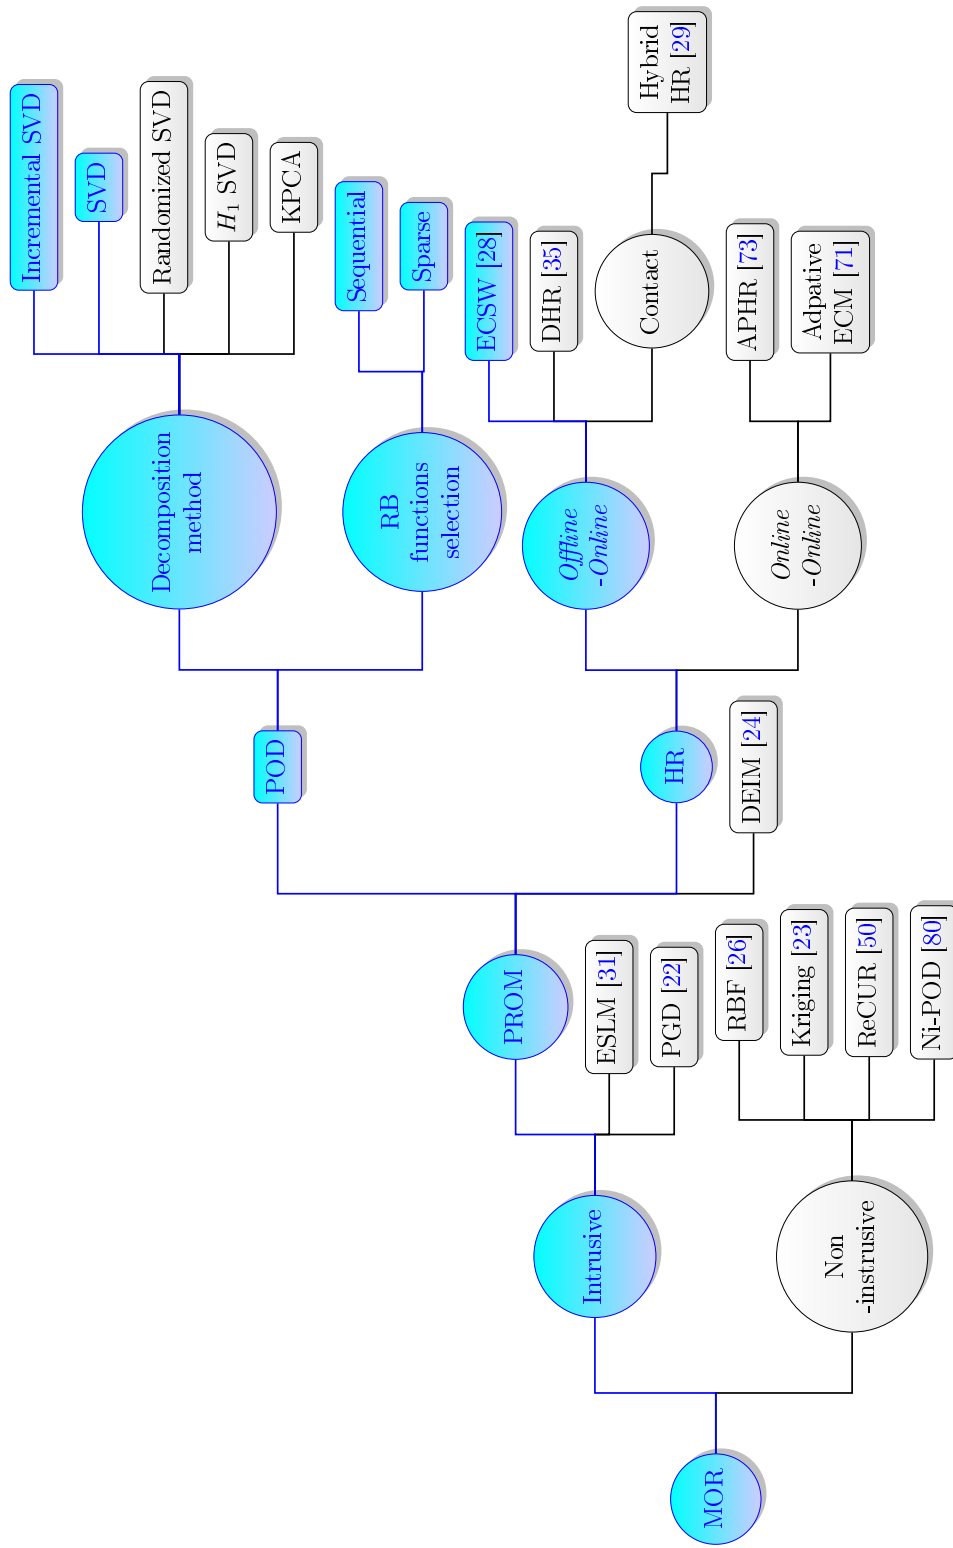 MOR
Intrusive
Non
-instrusive
PROM
ESLM [31]
PGD [22]
RBF [26]
Kriging [23]
ReCUR [50]
Ni-POD [80]
POD
HR
DEIM [24]
Decomposition
method
RB
functions
selection
Offline
-Online
Online
-Online
Incremental SVD
SVD
Randomized SVD
H₁ SVD
KPCA
Sequential
Sparse
ECSW [28]
DHR [35]
Contact
APHR [73]
Adpative
ECM [71]
Hybrid
HR [29]